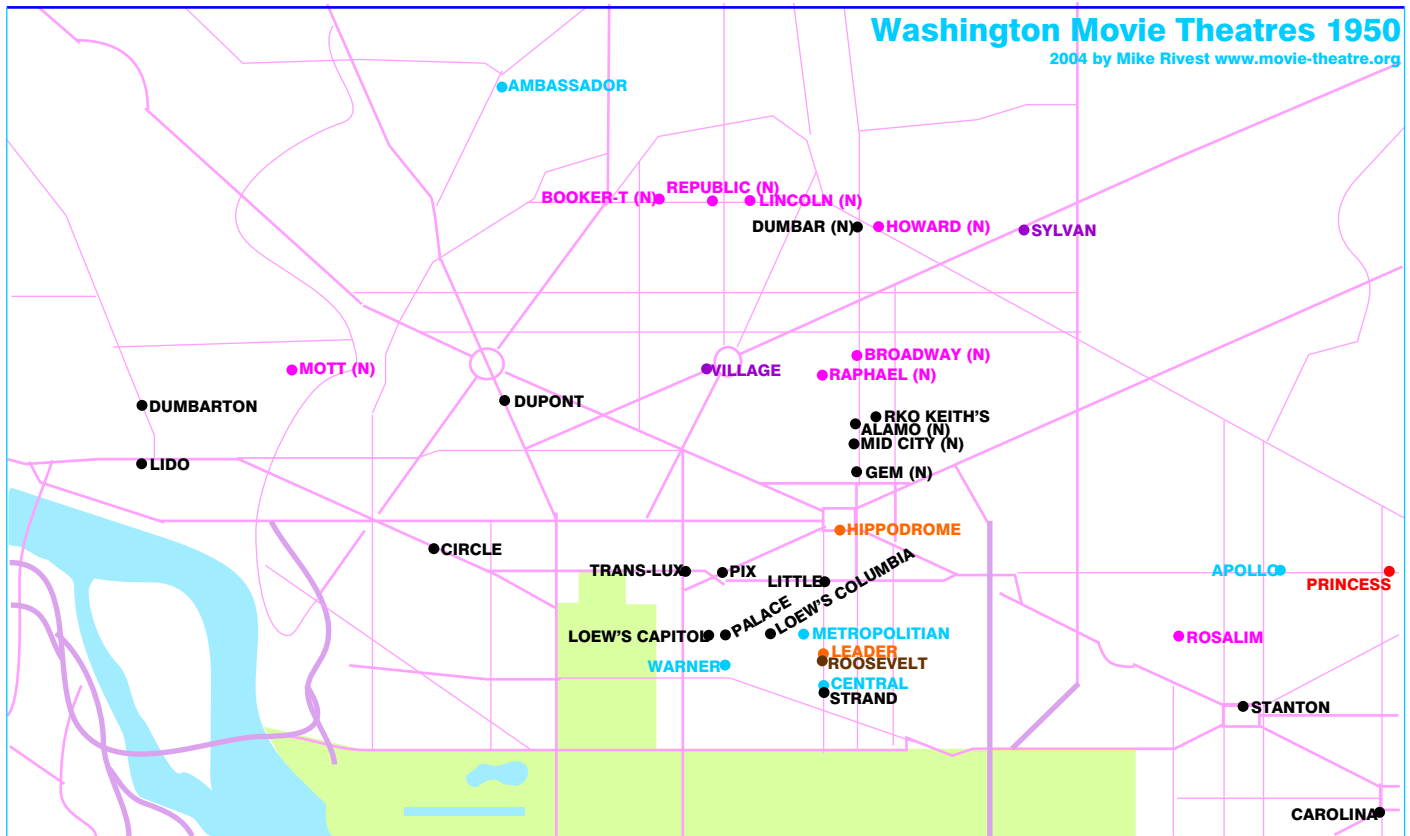 Washington Movie Theatres 1950
2004 by Mike Rivest www.movie-theatre.org
AMBASSADOR
REPUBLIC (N)
BOOKER-T (N)
LINCOLN (N)
DUMBAR (N)
HOWARD (N)
SYLVAN
BROADWAY (N)
MOTT (N)
VILLAGE
RAPHAEL (N)
DUMBARTON
DUPONT
RKO KEITH'S
ALAMO (N)
MID CITY (N)
LIDO
GEM (N)
HIPPODROME
CIRCLE
TRANS-LUX
PIX
LITTLE
APOLLO
PRINCESS
LOEW'S CAPITOL
PALACE
LOEW'S COLUMBIA
METROPOLITIAN
ROSALIM
LEADER
WARNER
ROOSEVELT
CENTRAL
STRAND
STANTON
CAROLINA